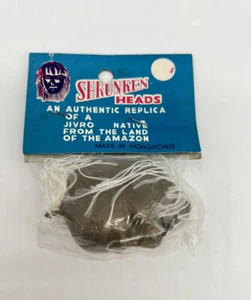 SHRUNKEN
HEADS
AN AUTHENTIC REPLICA
OF A
JIVRO NATIVE
FROM THE LAND
OF THE AMAZON
MADE IN HONGKONG